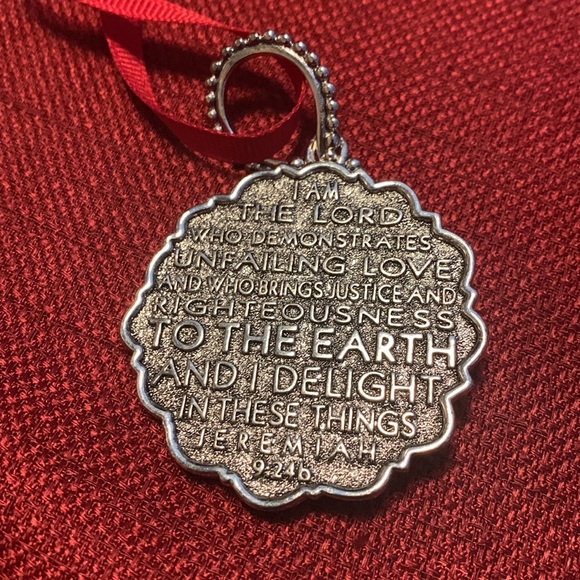 I AM
THE LORD
WHO DEMONSTRATES
UNFAILING LOVE
AND WHO BRINGS JUSTICE AND
RIGHTEOUSNESS
TO THE EARTH
AND I DELIGHT
IN THESE THINGS
JEREMIAH
9:24b